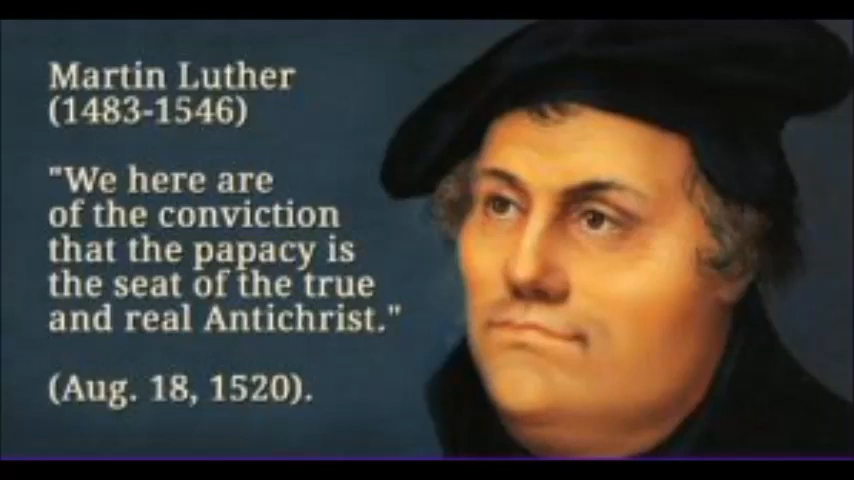 Martin Luther
(1483-1546)
"We here are
of the conviction
that the papacy is
the seat of the true
and real Antichrist."
(Aug. 18, 1520).